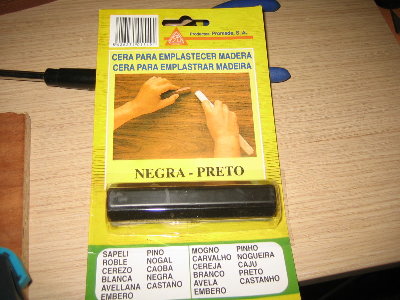 Productos Promade, S.A.
CERA PARA EMPLASTECER MADERA
CERA PARA EMPLASTRAR MADEIRA
NEGRA - PRETO
SAPELI PINO
ROBLE NOGAL
CEREZO CAOBA
BLANCA NEGRA
AVELLANA CASTANO
EMBERO
MOGNO PINHO
CARVALHO NOGUEIRA
CEREJA CAJU
BRANCO PRETO
AVELA CASTANHO
EMBERO